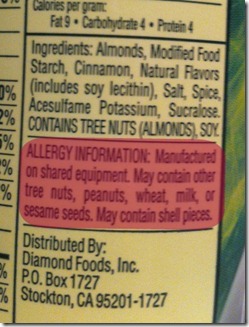 Calories per gram:
Fat 9 • Carbohydrate 4 • Protein 4
Ingredients: Almonds, Modified Food
Starch, Cinnamon, Natural Flavors
(includes soy lecithin), Salt, Spice,
Acesulfame Potassium, Sucralose.
CONTAINS TREE NUTS (ALMONDS), SOY.
ALLERGY INFORMATION: Manufactured
on shared equipment. May contain other
tree nuts, peanuts, wheat, milk, or
sesame seeds. May contain shell pieces.
Distributed By:
Diamond Foods, Inc.
P.O. Box 1727
Stockton, CA 95201-1727